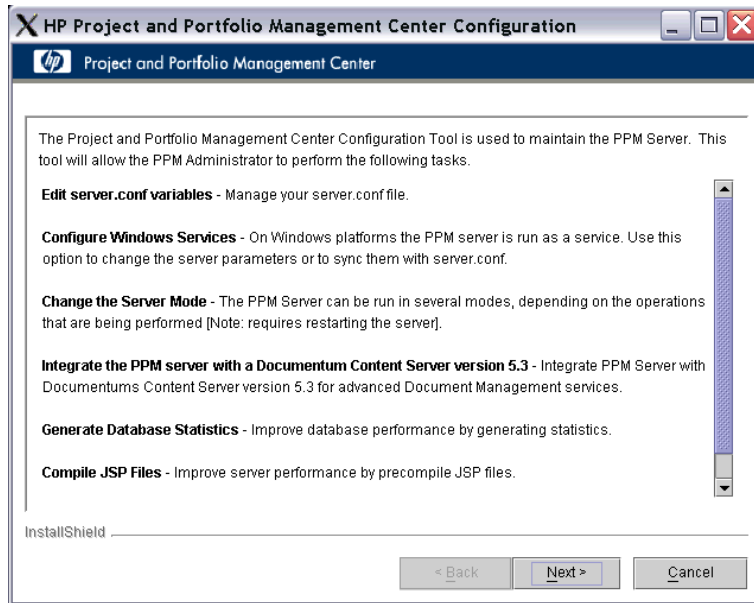 HP Project and Portfolio Management Center Configuration
hp Project and Portfolio Management Center
The Project and Portfolio Management Center Configuration Tool is used to maintain the PPM Server. This
tool will allow the PPM Administrator to perform the following tasks.
Edit server.conf variables - Manage your server.conf file.
Configure Windows Services - On Windows platforms the PPM server is run as a service. Use this
option to change the server parameters or to sync them with server.conf.
Change the Server Mode - The PPM Server can be run in several modes, depending on the operations
that are being performed [Note: requires restarting the server].
Integrate the PPM server with a Documentum Content Server version 5.3 - Integrate PPM Server with
Documentums Content Server version 5.3 for advanced Document Management services.
Generate Database Statistics - Improve database performance by generating statistics.
Compile JSP Files - Improve server performance by precompile JSP files.
InstallShield
< Back Next > Cancel